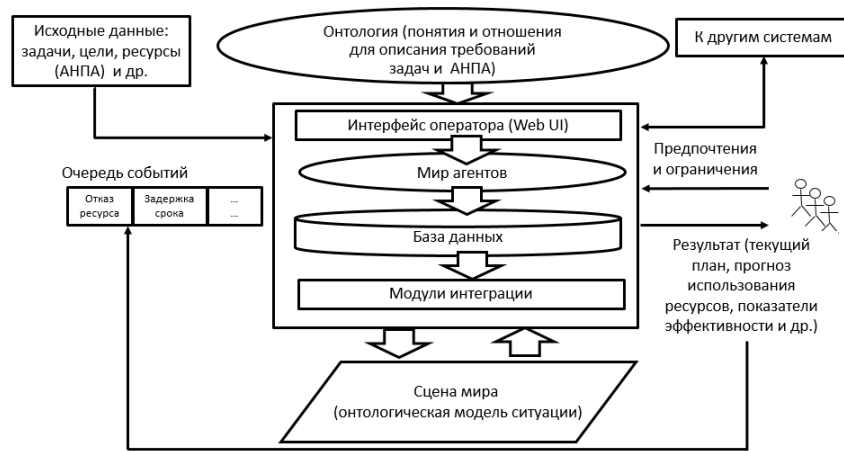 Исходные данные:
задачи, цели, ресурсы
(АНПА) и др.
Онтология (понятия и отношения
для описания требований
задач и АНПА)
К другим системам
Интерфейс оператора (Web UI)
Мир агентов
База данных
Модули интеграции
Очередь событий
Отказ
ресурса
Задержка
срока
...
...
Предпочтения
и ограничения
Результат (текущий
план, прогноз
использования
ресурсов, показатели
эффективности и др.)
Сцена мира
(онтологическая модель ситуации)